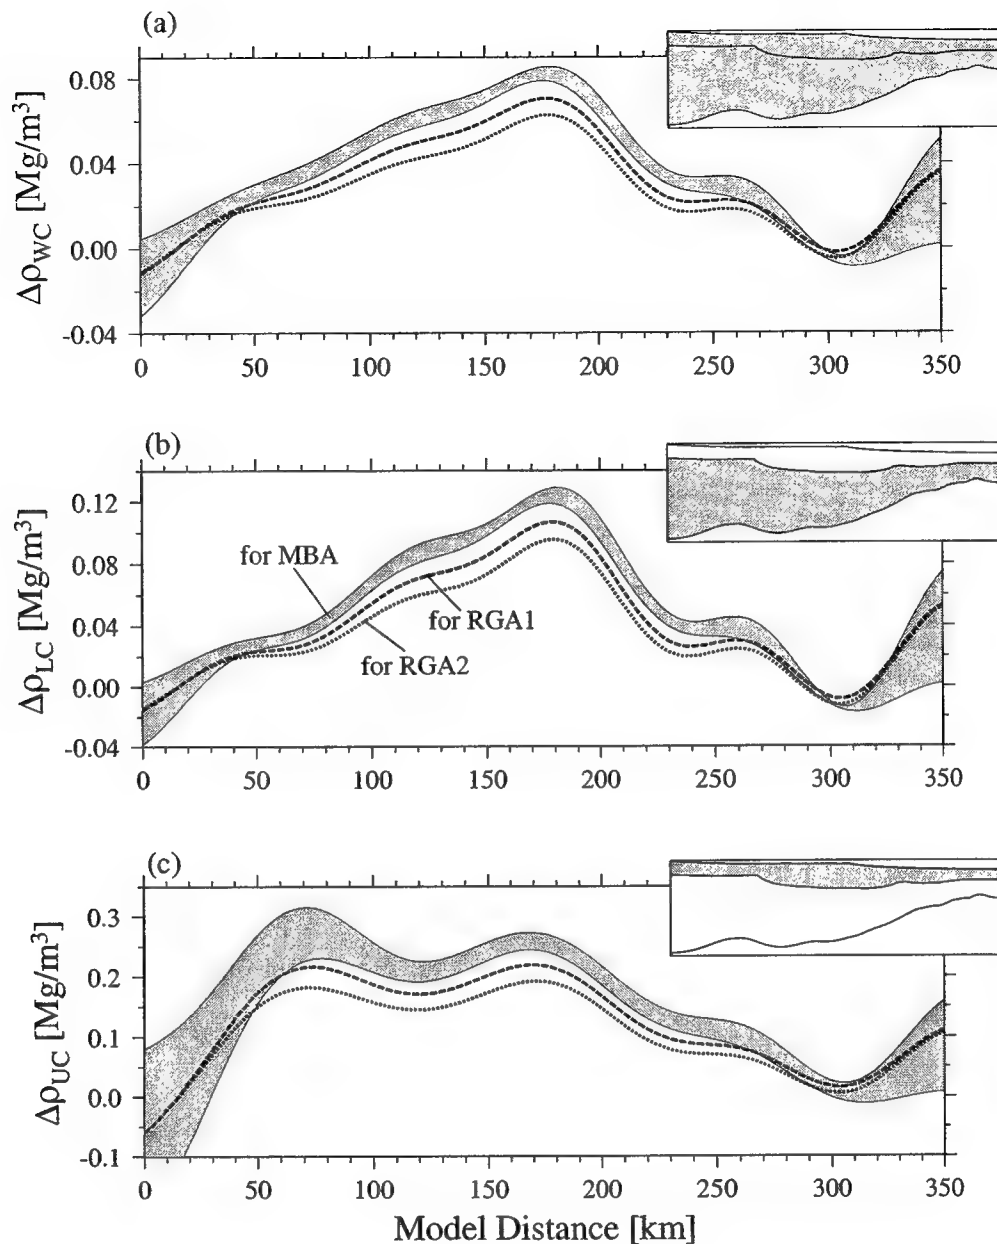 (a)
0.08
0.04
0.00
-0.04
ΔρWC [Mg/m³]
0 50 100 150 200 250 300 350
(b)
0.12
0.08
0.04
0.00
-0.04
ΔρLC [Mg/m³]
for MBA
for RGA1
for RGA2
0 50 100 150 200 250 300 350
(c)
0.3
0.2
0.1
0.0
-0.1
ΔρUC [Mg/m³]
0 50 100 150 200 250 300 350
Model Distance [km]